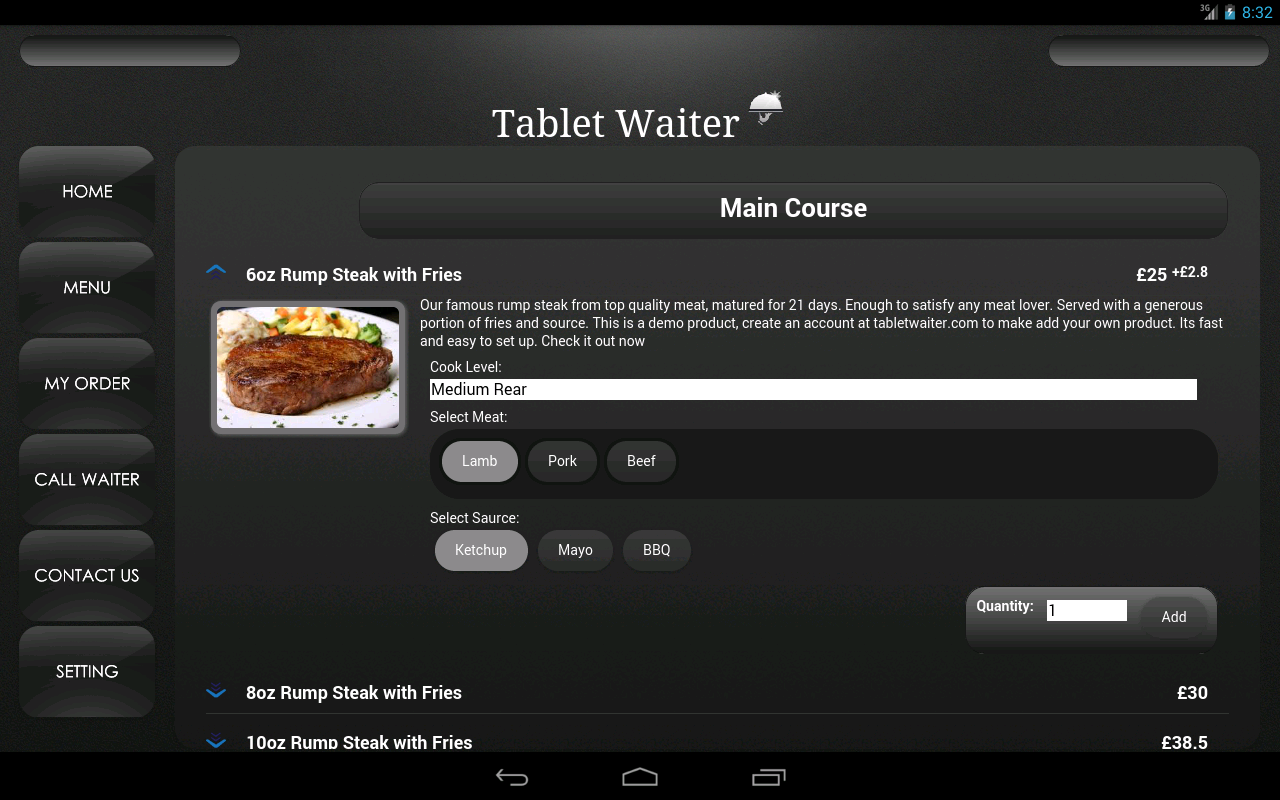 3G 8:32
Tablet Waiter
HOME
MENU
MY ORDER
CALL WAITER
CONTACT US
SETTING
Main Course
6oz Rump Steak with Fries £25 +£2.8
Our famous rump steak from top quality meat, matured for 21 days. Enough to satisfy any meat lover. Served with a generous
portion of fries and source. This is a demo product, create an account at tabletwaiter.com to make add your own product. Its fast
and easy to set up. Check it out now
Cook Level:
Medium Rear
Select Meat:
Lamb Pork Beef
Select Saurce:
Ketchup Mayo BBQ
Quantity: 1 Add
8oz Rump Steak with Fries £30
10oz Rump Steak with Fries £38.5